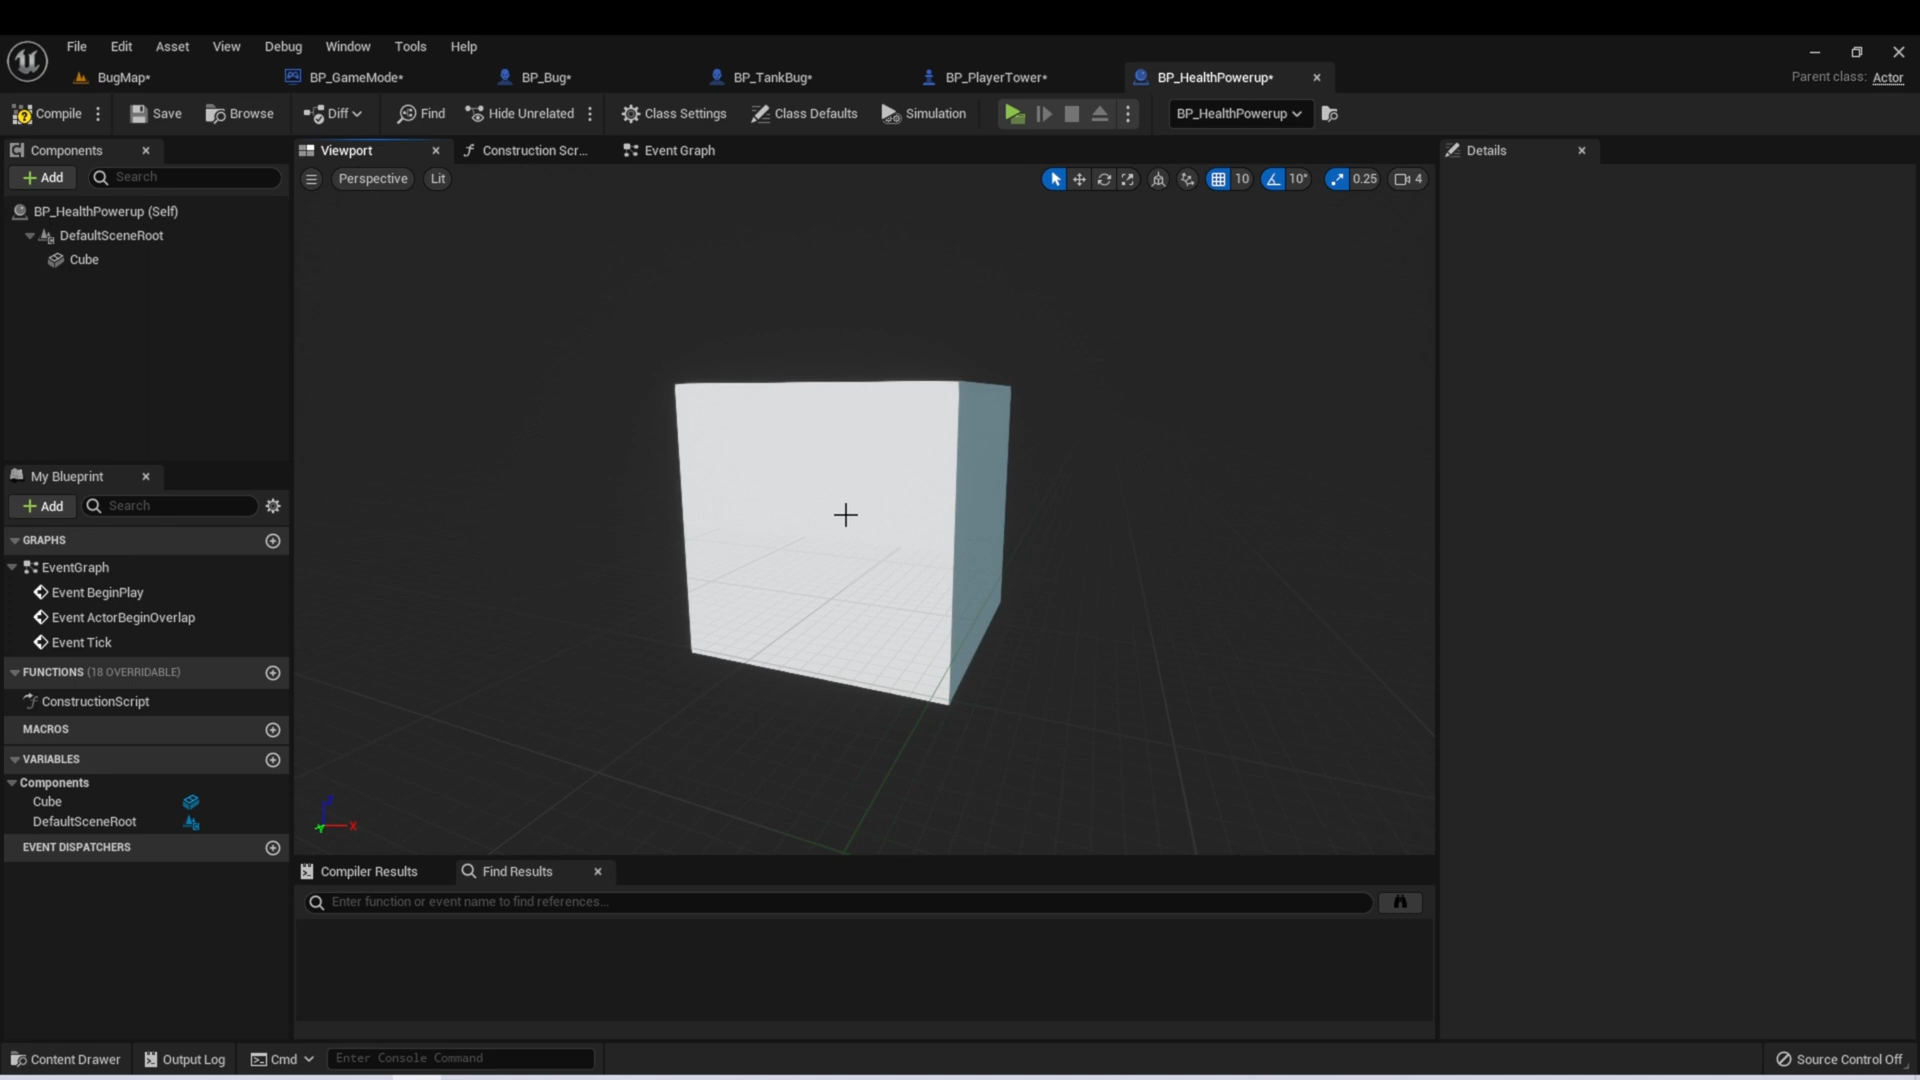 File Edit Asset View Debug Window Tools Help
BugMap* BP_GameMode* BP_Bug* BP_TankBug* BP_PlayerTower* BP_HealthPowerup*
Parent class: Actor
Compile Save Browse Diff Find Hide Unrelated Class Settings Class Defaults Simulation BP_HealthPowerup
Components
Viewport Construction Scr... Event Graph
Details
Add Search
Perspective Lit
10 10° 0.25 4
BP_HealthPowerup (Self)
DefaultSceneRoot
Cube
My Blueprint
Add Search
GRAPHS
EventGraph
Event BeginPlay
Event ActorBeginOverlap
Event Tick
FUNCTIONS (18 OVERRIDABLE)
ConstructionScript
MACROS
VARIABLES
Components
Cube
DefaultSceneRoot
EVENT DISPATCHERS
Z
X
Y
Compiler Results Find Results
Enter function or event name to find references...
Content Drawer Output Log Cmd Enter Console Command
Source Control Off